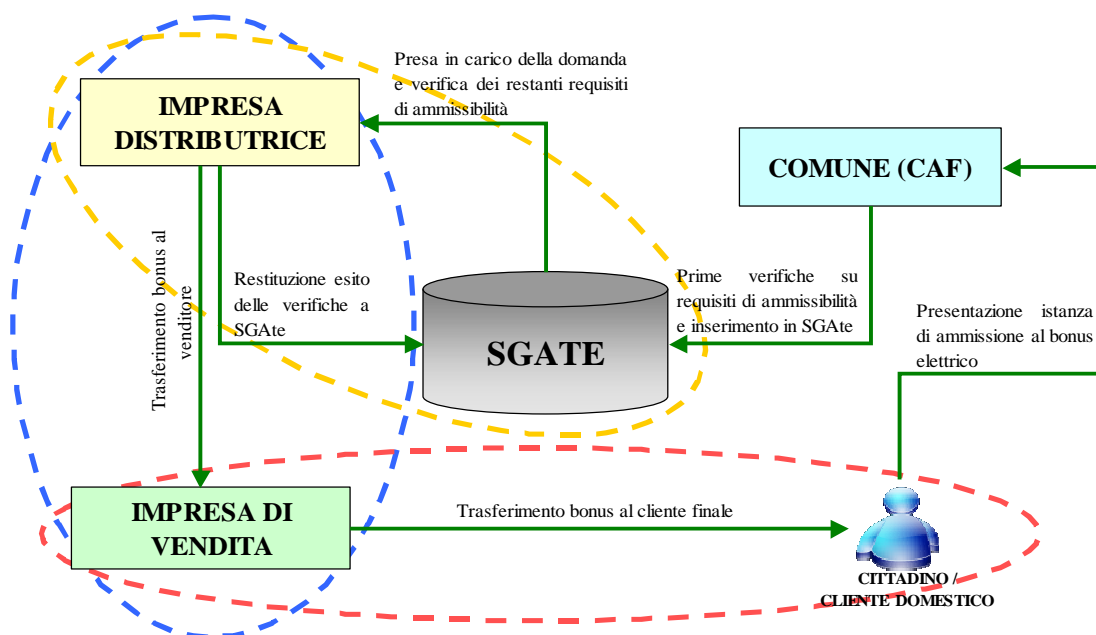 Presa in carico della domanda
e verifica dei restanti requisiti
di ammissibilità
IMPRESA
DISTRIBUTRICE
COMUNE (CAF)
Trasferimento bonus al
venditore
Restituzione esito
delle verifiche a
SGAte
SGATE
Prime verifiche su
requisiti di ammissibilità
e inserimento in SGAte
Presentazione istanza
di ammissione al bonus
elettrico
IMPRESA DI
VENDITA
Trasferimento bonus al cliente finale
CITTADINO /
CLIENTE DOMESTICO